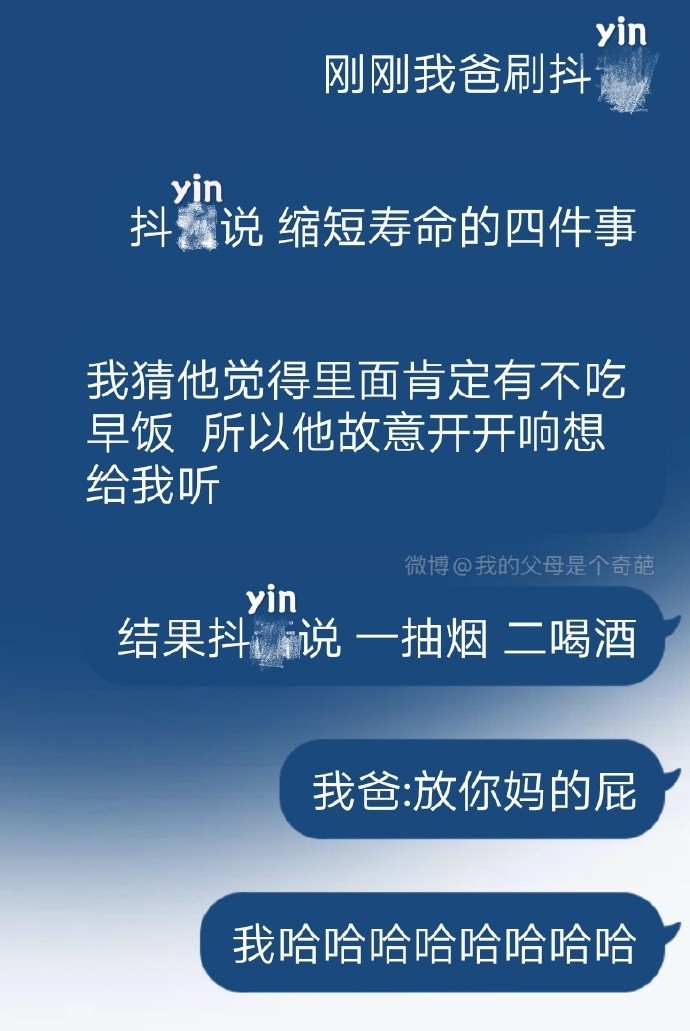 yin
刚刚我爸刷抖
yin
抖 说 缩短寿命的四件事
我猜他觉得里面肯定有不吃
早饭 所以他故意开开响想
给我听
微博@我的父母是个奇葩
yin
结果抖 说 一抽烟 二喝酒
我爸:放你妈的屁
我哈哈哈哈哈哈哈哈